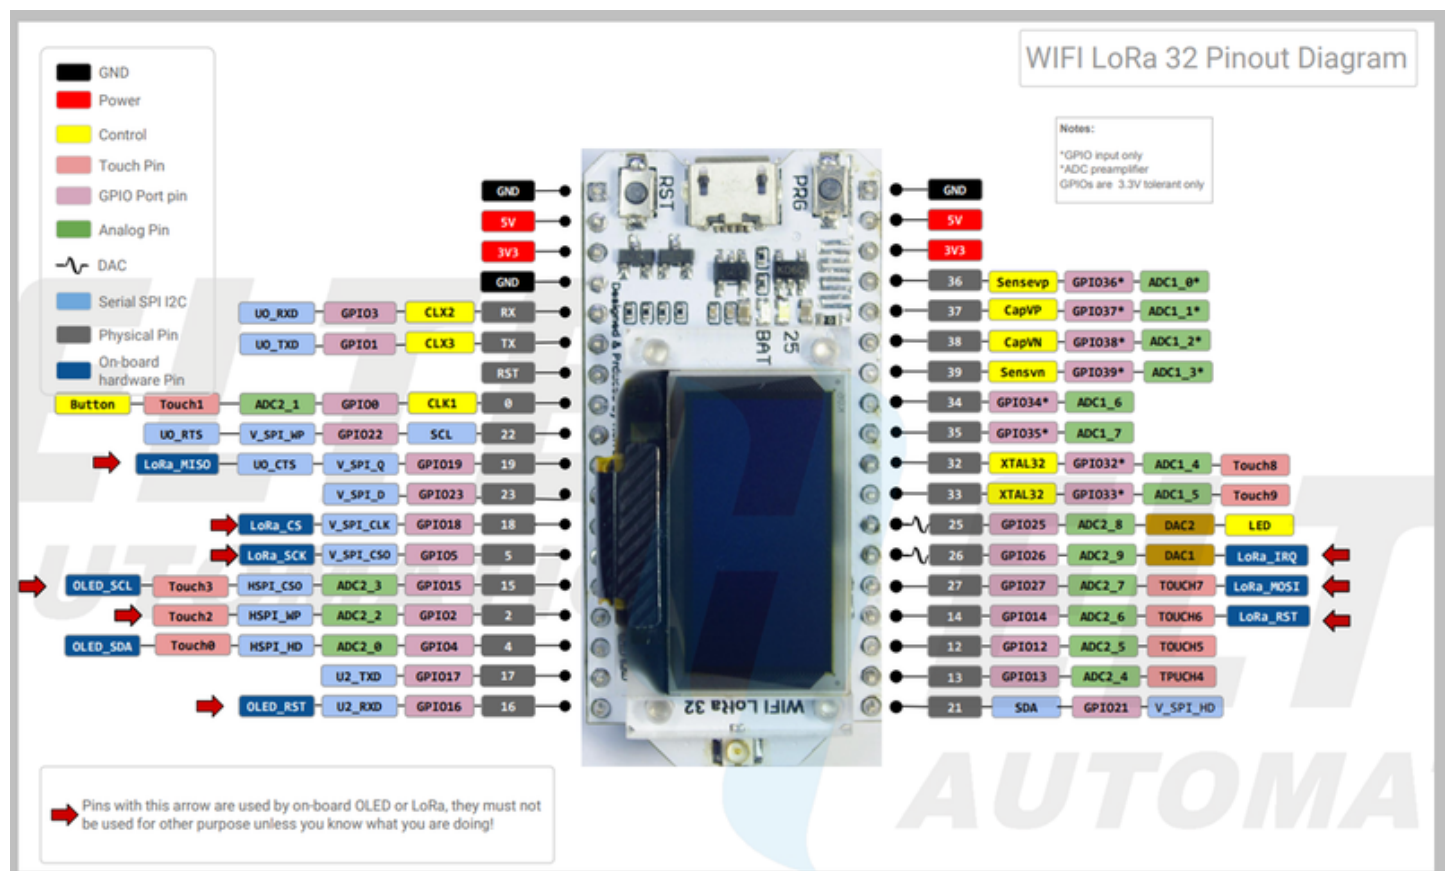 WIFI LoRa 32 Pinout Diagram
GND
Power
Control
Touch Pin
GPIO Port pin
Analog Pin
DAC
Serial SPI I2C
Physical Pin
On-board
hardware Pin
Notes:
*GPIO input only
*ADC preamplifier
GPIOs are 3.3V tolerant only
GND
5V
3V3
GND
UO_RXD GPIO3 CLX2 RX
UO_TXD GPIO1 CLX3 TX
RST
Button Touch1 ADC2_1 GPIO0 CLK1 0
UO_RTS V_SPI_WP GPIO22 SCL 22
LoRa_MISO UO_CTS V_SPI_Q GPIO19 19
V_SPI_D GPIO23 23
LoRa_CS V_SPI_CLK GPIO18 18
LoRa_SCK V_SPI_CSO GPIO5 5
OLED_SCL Touch3 HSPI_CSO ADC2_3 GPIO15 15
Touch2 HSPI_WP ADC2_2 GPIO2 2
OLED_SDA Touch0 HSPI_HD ADC2_0 GPIO4 4
U2_TXD GPIO17 17
OLED_RST U2_RXD GPIO16 16
RST
PRG
BAT
25
WIFI LoRa 32
GND
5V
3V3
36 Sensevp GPIO36* ADC1_0*
37 CapVP GPIO37* ADC1_1*
38 CapVN GPIO38* ADC1_2*
39 Sensvn GPIO39* ADC1_3*
34 GPIO34* ADC1_6
35 GPIO35* ADC1_7
32 XTAL32 GPIO32* ADC1_4 Touch8
33 XTAL32 GPIO33* ADC1_5 Touch9
25 GPIO25 ADC2_8 DAC2 LED
26 GPIO26 ADC2_9 DAC1 LoRa_IRQ
27 GPIO27 ADC2_7 TOUCH7 LoRa_MOSI
14 GPIO14 ADC2_6 TOUCH6 LoRa_RST
12 GPIO12 ADC2_5 TOUCH5
13 GPIO13 ADC2_4 TPUCH4
21 SDA GPIO21 V_SPI_HD
Pins with this arrow are used by on-board OLED or LoRa, they must not
be used for other purpose unless you know what you are doing!
AUTOMA